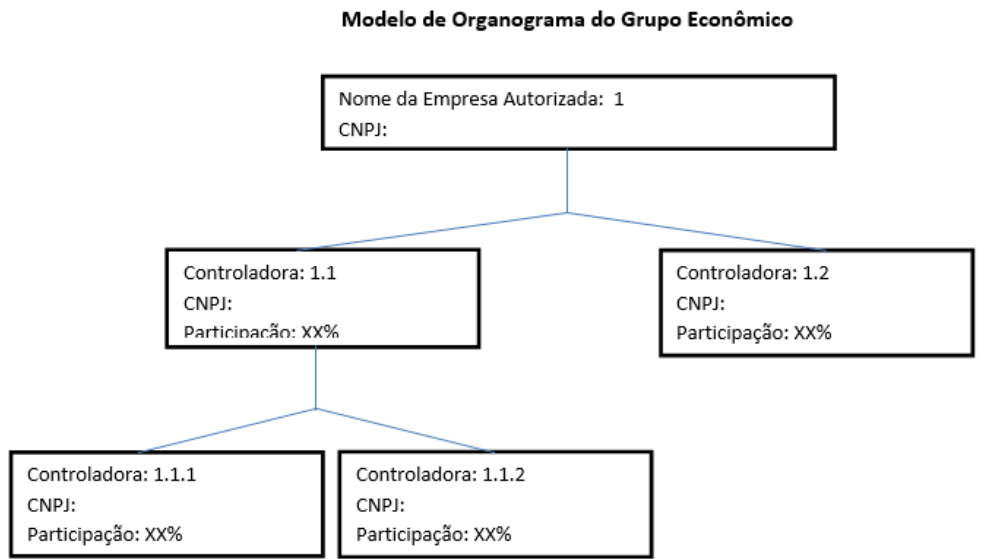 Modelo de Organograma do Grupo Econômico
Nome da Empresa Autorizada: 1
CNPJ:
Controladora: 1.1
CNPJ:
Participação: XX%
Controladora: 1.2
CNPJ:
Participação: XX%
Controladora: 1.1.1
CNPJ:
Participação: XX%
Controladora: 1.1.2
CNPJ:
Participação: XX%